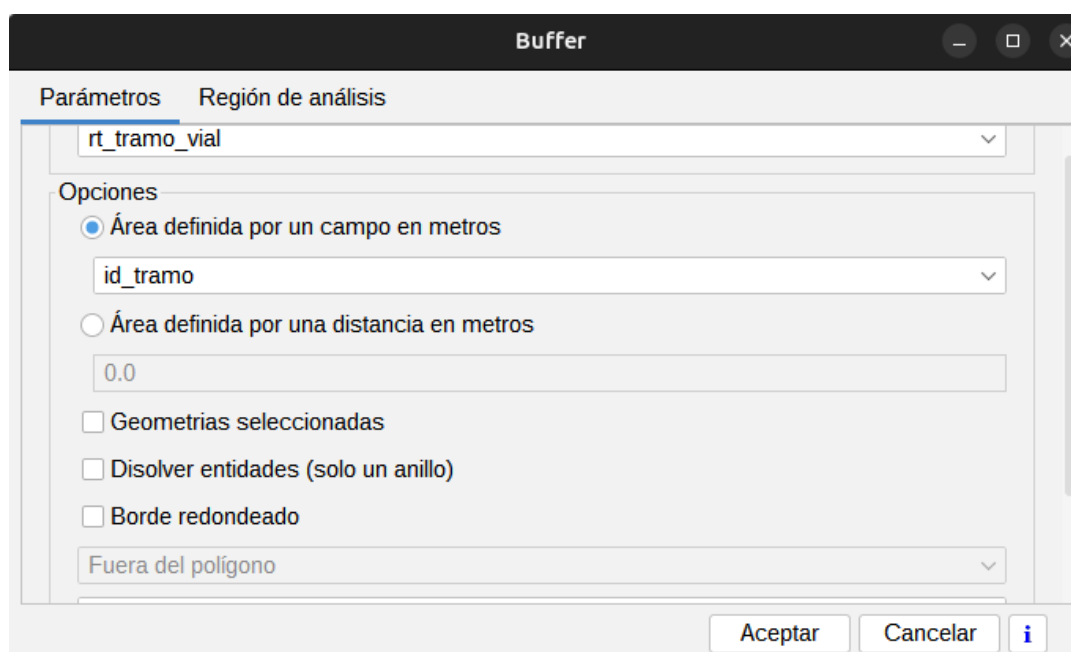 Buffer
Parámetros Región de análisis
rt_tramo_vial
Opciones
Área definida por un campo en metros
id_tramo
Área definida por una distancia en metros
0.0
Geometrias seleccionadas
Disolver entidades (solo un anillo)
Borde redondeado
Fuera del polígono
Aceptar Cancelar i